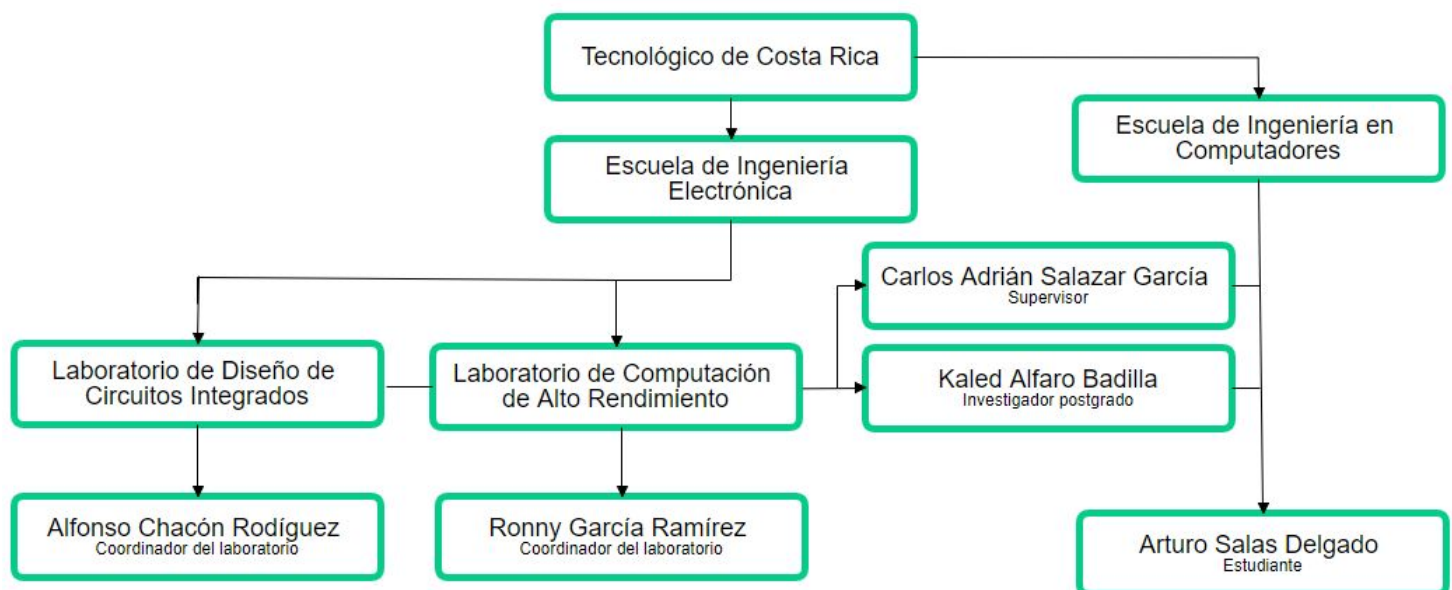 Tecnológico de Costa Rica
Escuela de Ingeniería en
Computadores
Escuela de Ingeniería
Electrónica
Carlos Adrián Salazar García
Supervisor
Laboratorio de Diseño de
Circuitos Integrados
Laboratorio de Computación
de Alto Rendimiento
Kaled Alfaro Badilla
Investigador postgrado
Alfonso Chacón Rodíguez
Coordinador del laboratorio
Ronny García Ramírez
Coordinador del laboratorio
Arturo Salas Delgado
Estudiante